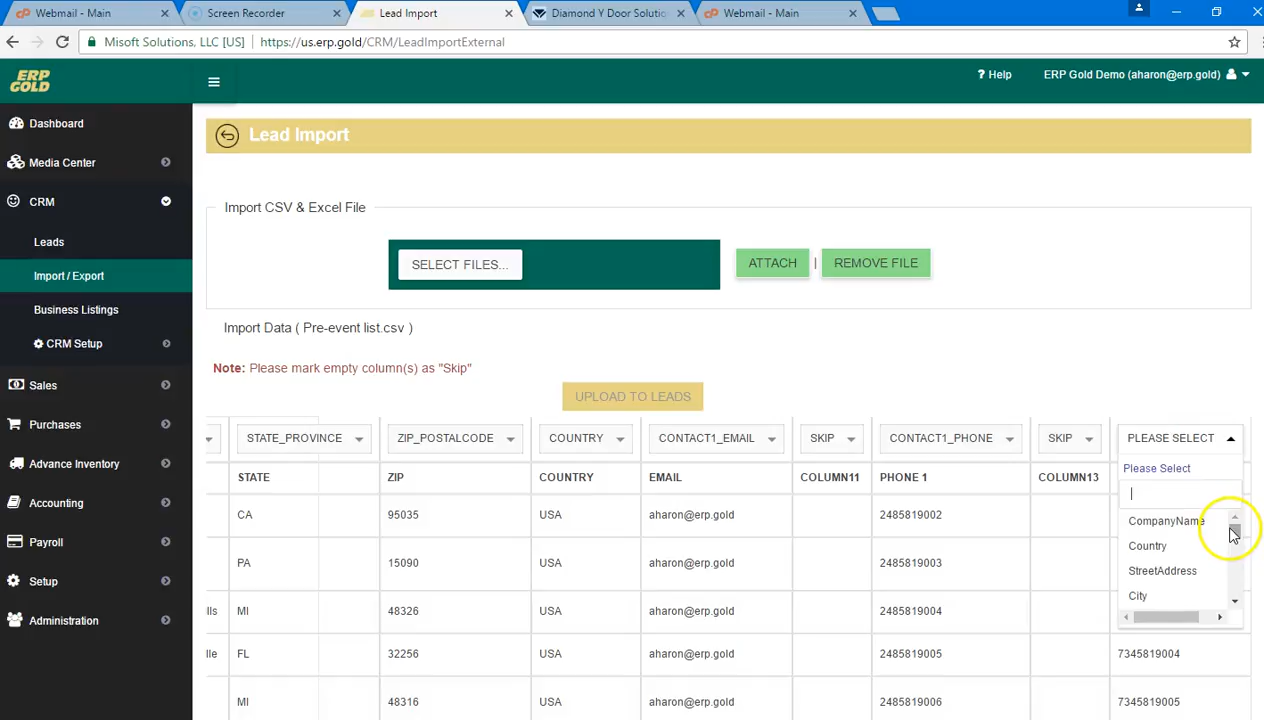 Webmail - Main
Screen Recorder
Lead Import
Diamond Y Door Solutio
Webmail - Main
Misoft Solutions, LLC [US]
https://us.erp.gold/CRM/LeadImportExternal
ERP
GOLD
? Help
ERP Gold Demo (aharon@erp.gold)
Dashboard
Media Center
CRM
Leads
Import / Export
Business Listings
CRM Setup
Sales
Purchases
Advance Inventory
Accounting
Payroll
Setup
Administration
Lead Import
Import CSV & Excel File
SELECT FILES...
ATTACH | REMOVE FILE
Import Data ( Pre-event list.csv )
Note: Please mark empty column(s) as "Skip"
UPLOAD TO LEADS
STATE_PROVINCE ZIP_POSTALCODE COUNTRY CONTACT1_EMAIL SKIP CONTACT1_PHONE SKIP PLEASE SELECT
STATE ZIP COUNTRY EMAIL COLUMN11 PHONE 1 COLUMN13
CA 95035 USA aharon@erp.gold 2485819002
PA 15090 USA aharon@erp.gold 2485819003
lls MI 48326 USA aharon@erp.gold 2485819004
lle FL 32256 USA aharon@erp.gold 2485819005 7345819004
MI 48316 USA aharon@erp.gold 2485819006 7345819005
Please Select
CompanyName
Country
StreetAddress
City